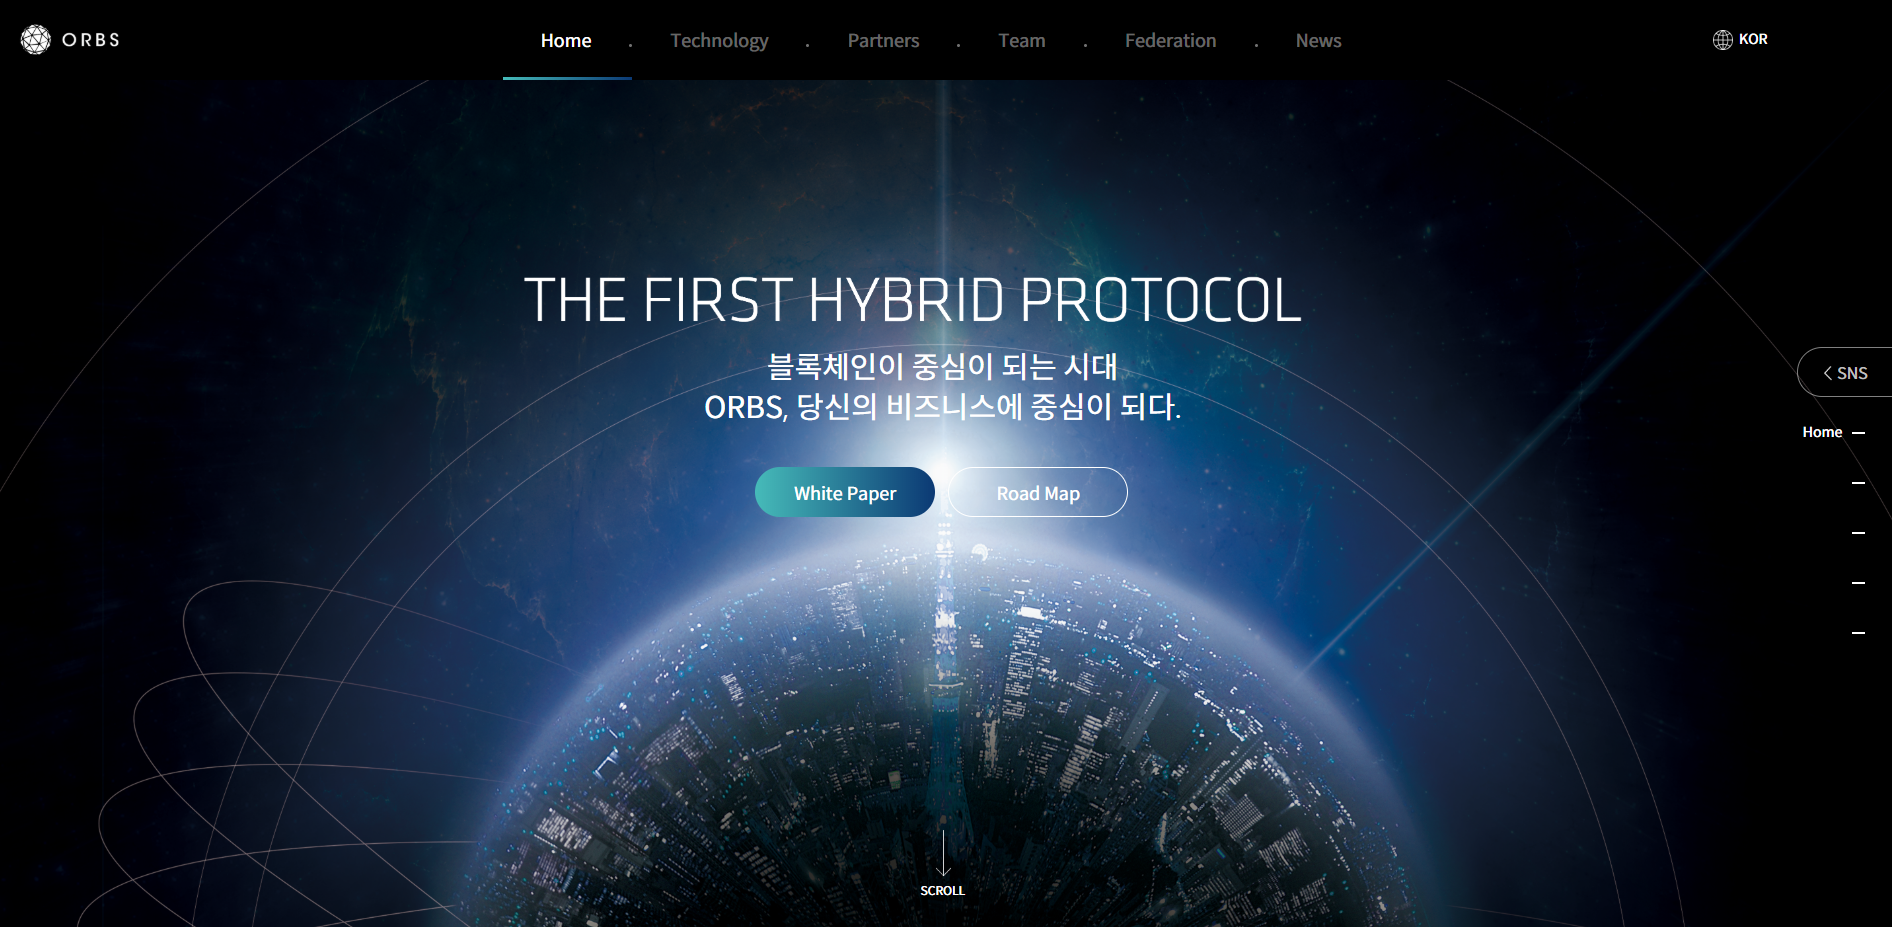 ORBS
Home . Technology . Partners . Team . Federation . News
KOR
THE FIRST HYBRID PROTOCOL
블록체인이 중심이 되는 시대
ORBS, 당신의 비즈니스에 중심이 되다.
White Paper
Road Map
SNS
Home
SCROLL